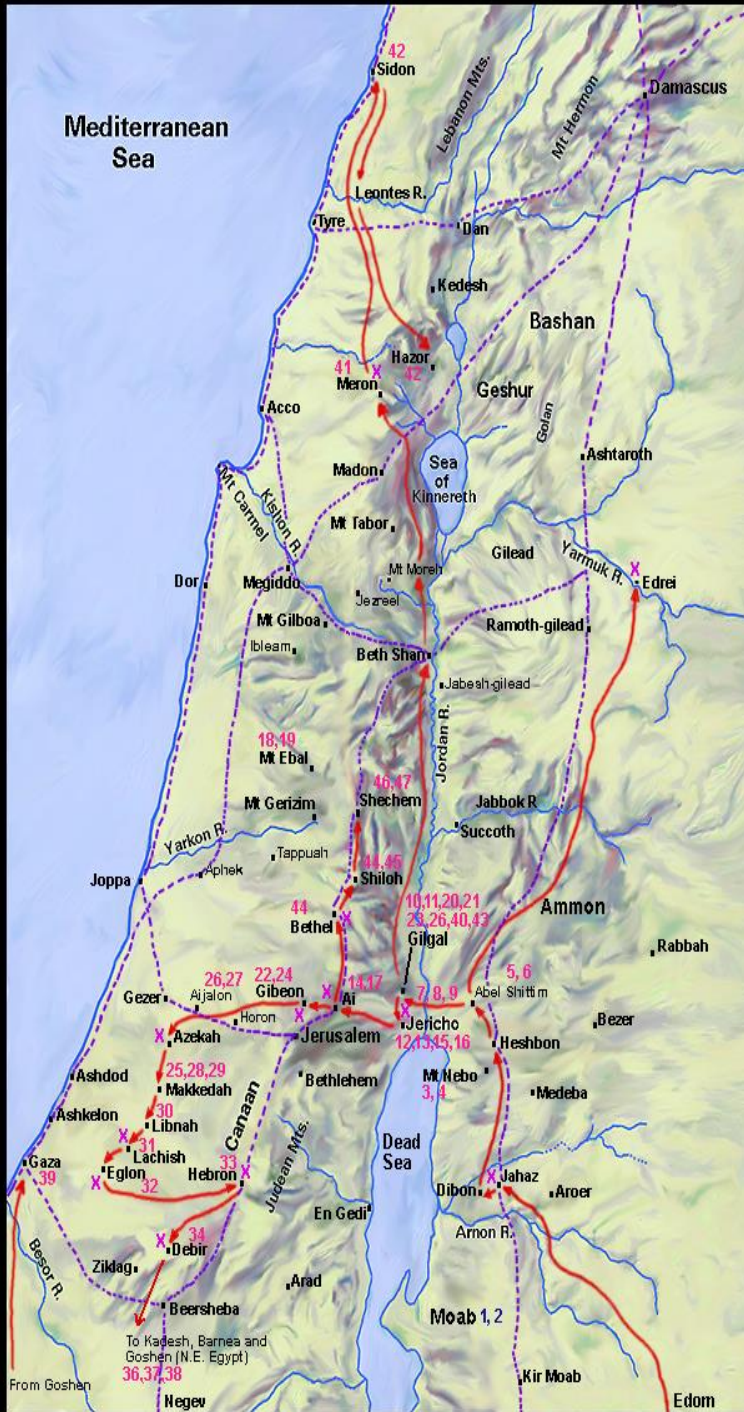 42
Sidon
Lebanon Mts.
Mt Hermon
Damascus
Mediterranean
Sea
Leontes R.
Tyre
Dan
Kedesh
Bashan
Hazor
42
41
X
Meron
Geshur
Golan
Acco
Ashtaroth
Madon
Sea
of
Kinnereth
Mt Carmel
Kishon R.
Mt Tabor
Gilead
Yarmuk R.
X
Edrei
Mt Moreh
Dor
Megiddo
Jezreel
Mt Gilboa
Ramoth-gilead
Ibleam
Beth Shan
Jabeah-gilead
Jordan R.
18,19
Mt Ebal
46,47
Shechem
Mt Gerizim
Jabbok R
Succoth
Yarkon R.
Tappuah
Aphek
44,45
Shiloh
Joppa
10,11,20,21
23,26,40,43
Gilgal
Ammon
44
X
Bethel
Rabbah
5, 6
Abel Shittim
26,27
22,24
X
14,17
7, 8, 9
Gezer
Aijalon
Gibeon
Ai
X
X
Jericho
Horon
12,13,15,16
Bezer
X
Azekah
Jerusalem
Heshbon
25,28,29
Makkedah
Ashdod
Bethlehem
Mt Nebo
3, 4
Medeba
30
Libnah
Ashkelon
Canaan
X
31
Lachish
Dead
Sea
Gaza
39
Eglon
X
32
33
X
Hebron
Judean Mts.
X
Jahaz
Dibon
Aroer
En Gedi
Arnon R.
34
X
Debir
Ziklag
Besor R.
Arad
Beersheba
Moab 1, 2
To Kadesh, Barnea and
Goshen (N.E. Egypt)
36,37,38
From Goshen
Negev
Kir Moab
Edom